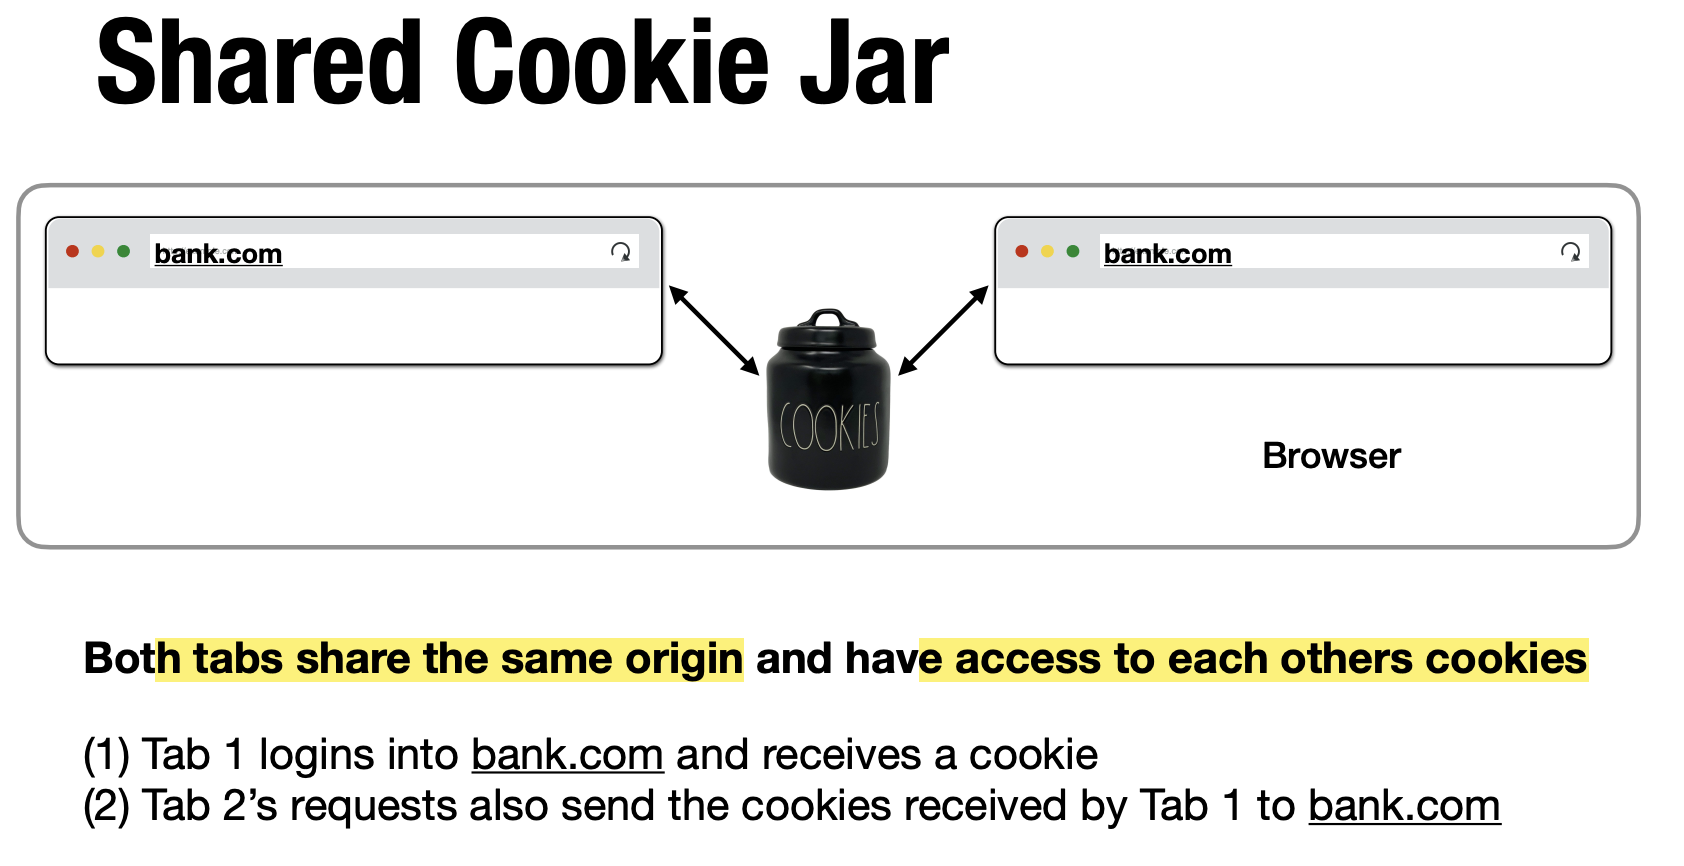 Shared Cookie Jar
bank.com
bank.com
COOKIES
Browser
Both tabs share the same origin and have access to each others cookies
(1) Tab 1 logins into bank.com and receives a cookie
(2) Tab 2’s requests also send the cookies received by Tab 1 to bank.com